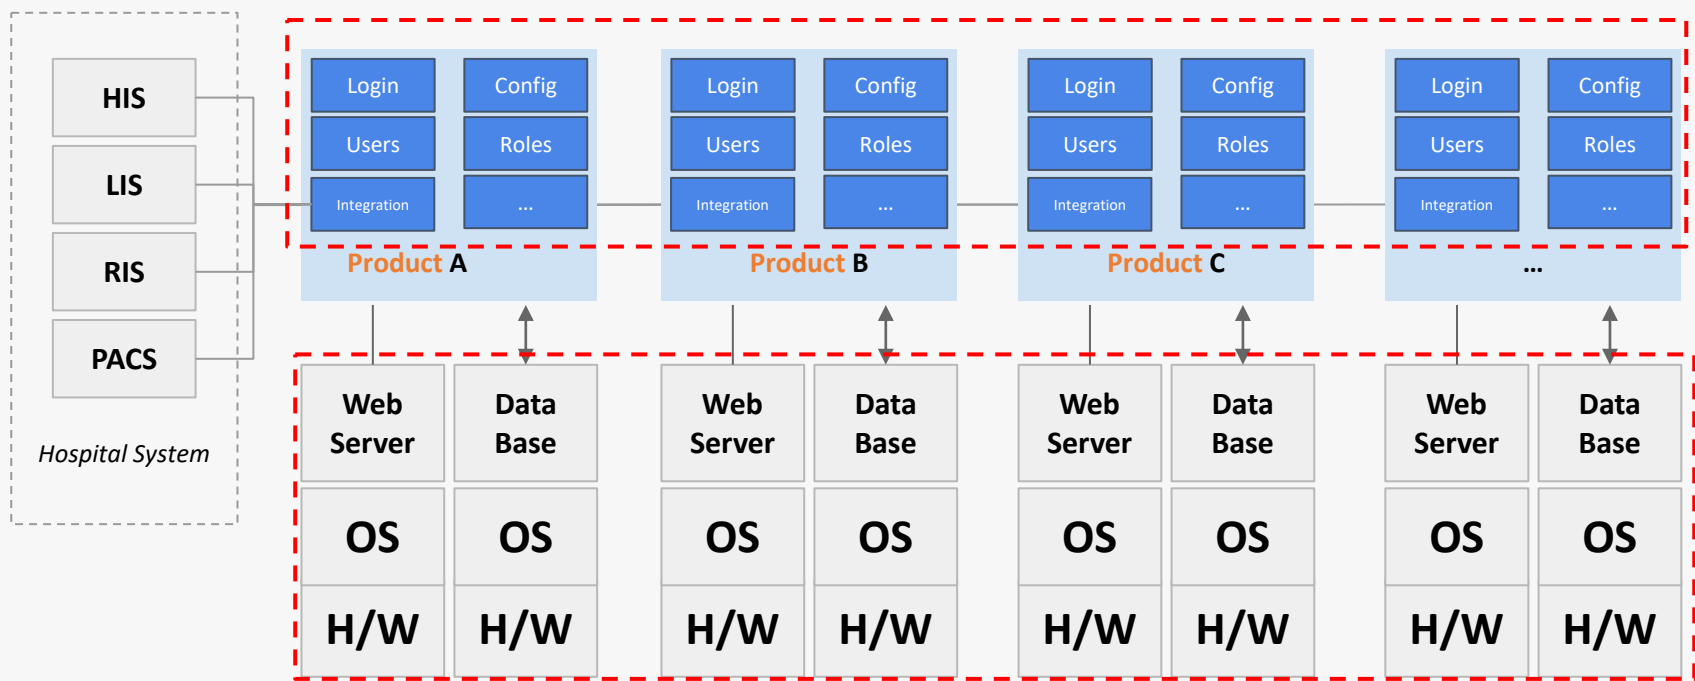 HIS
LIS
RIS
PACS
Hospital System
Login
Config
Users
Roles
Integration
...
Product A
Login
Config
Users
Roles
Integration
...
Product B
Login
Config
Users
Roles
Integration
...
Product C
Login
Config
Users
Roles
Integration
...
...
Web
Server
Data
Base
OS
OS
H/W
H/W
Web
Server
Data
Base
OS
OS
H/W
H/W
Web
Server
Data
Base
OS
OS
H/W
H/W
Web
Server
Data
Base
OS
OS
H/W
H/W